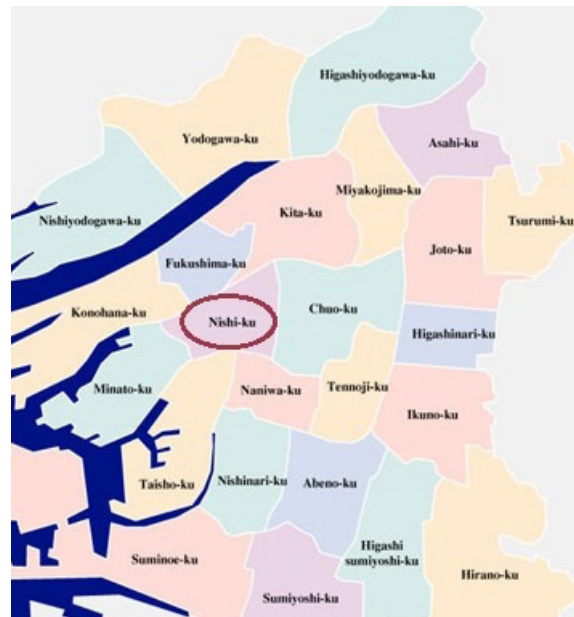 Higashiyodogawa-ku
Yodogawa-ku
Asahi-ku
Miyakojima-ku
Nishiyodogawa-ku
Kita-ku
Tsurumi-ku
Joto-ku
Fukushima-ku
Konohana-ku
Chuo-ku
Nishi-ku
Higashinari-ku
Minato-ku
Naniwa-ku
Tennoji-ku
Ikuno-ku
Taisho-ku
Nishinari-ku
Abeno-ku
Higashi
sumiyoshi-ku
Suminoe-ku
Hirano-ku
Sumiyoshi-ku